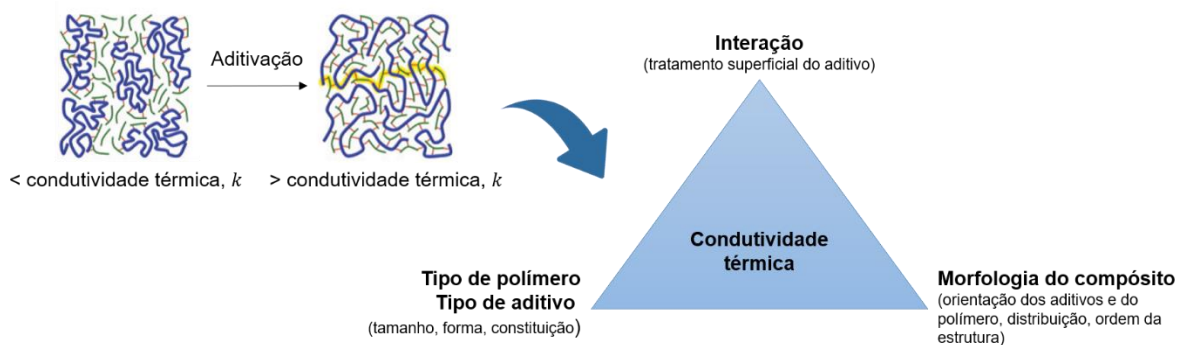 Aditivação
< condutividade térmica, k
> condutividade térmica, k
Interação
(tratamento superficial do aditivo)
Condutividade
térmica
Tipo de polímero
Tipo de aditivo
(tamanho, forma, constituição)
Morfologia do compósito
(orientação dos aditivos e do
polímero, distribuição, ordem da
estrutura)